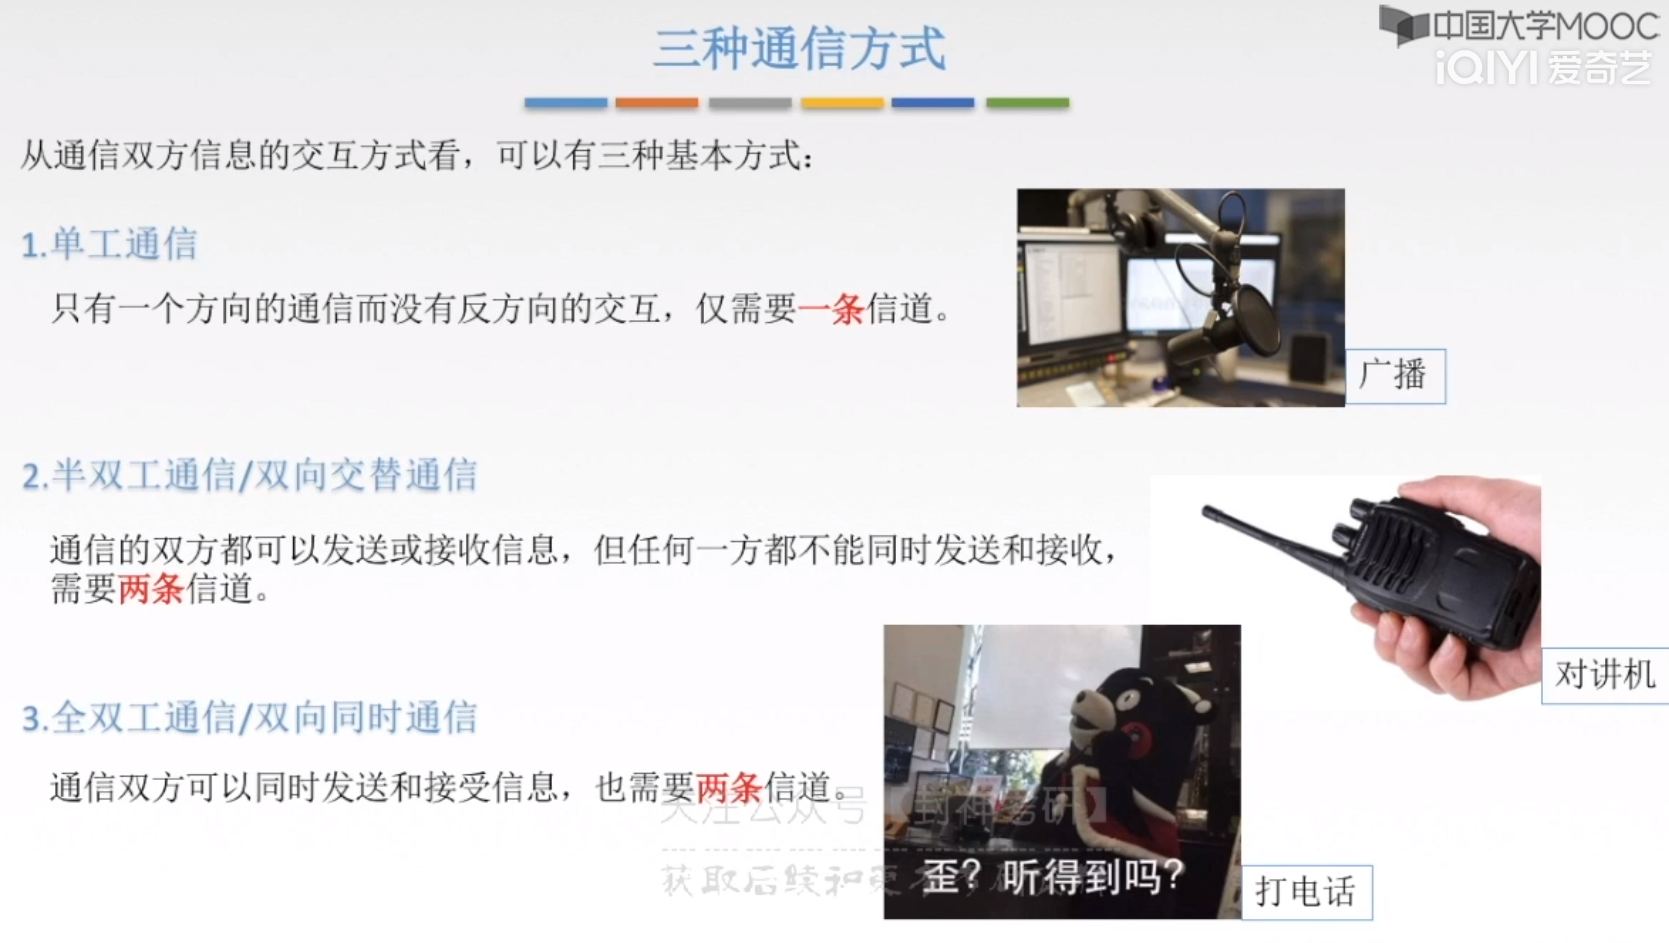 中国大学MOOC
iQIYI 爱奇艺
三种通信方式
从通信双方信息的交互方式看，可以有三种基本方式：
1.单工通信
只有一个方向的通信而没有反方向的交互，仅需要一条信道。
广播
2.半双工通信/双向交替通信
通信的双方都可以发送或接收信息，但任何一方都不能同时发送和接收，
需要两条信道。
对讲机
3.全双工通信/双向同时通信
通信双方可以同时发送和接受信息，也需要两条信道。
关注公众号【封神考研】
获取后续和更
歪？听得到吗？
打电话